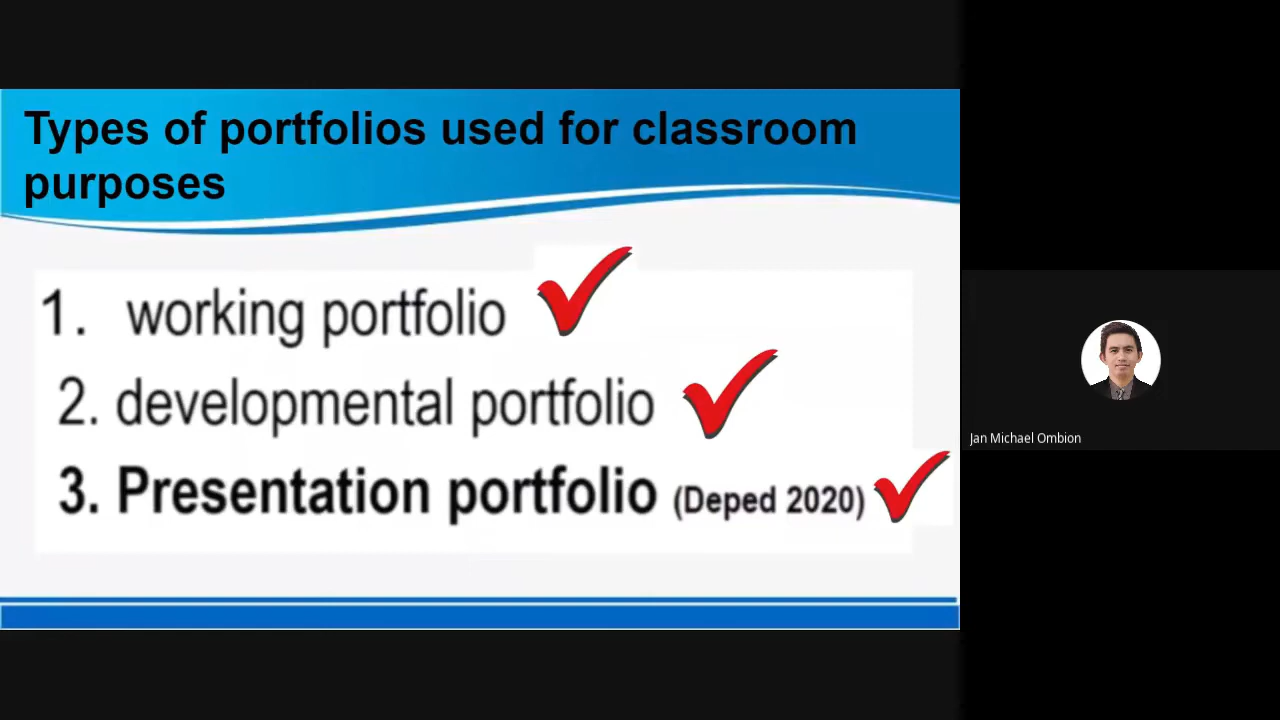 Types of portfolios used for classroom
purposes
1. working portfolio
2. developmental portfolio
3. Presentation portfolio (Deped 2020)
Jan Michael Ombion